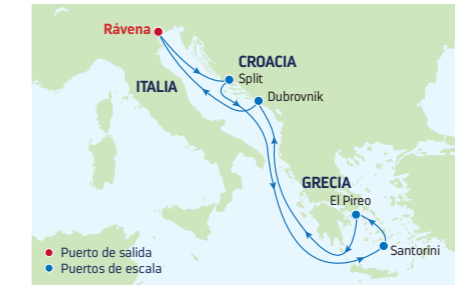 Rávena
CROACIA
Split
ITALIA
Dubrovnik
GRECIA
El Pireo
Santorini
Puerto de salida
Puertos de escala